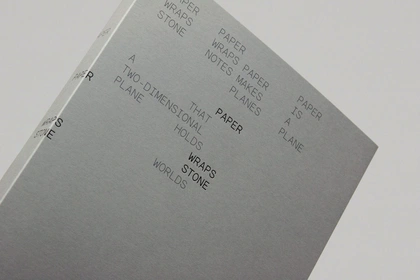 PAPER
WRAPS
STONE
PAPER
WRAPS PAPER
NOTES MAKES
PLANES
PAPER
IS
A
PLANE
A
TWO-DIMENSIONAL
PLANE
THAT
HOLDS
WORLDS
PAPER
WRAPS
STONE